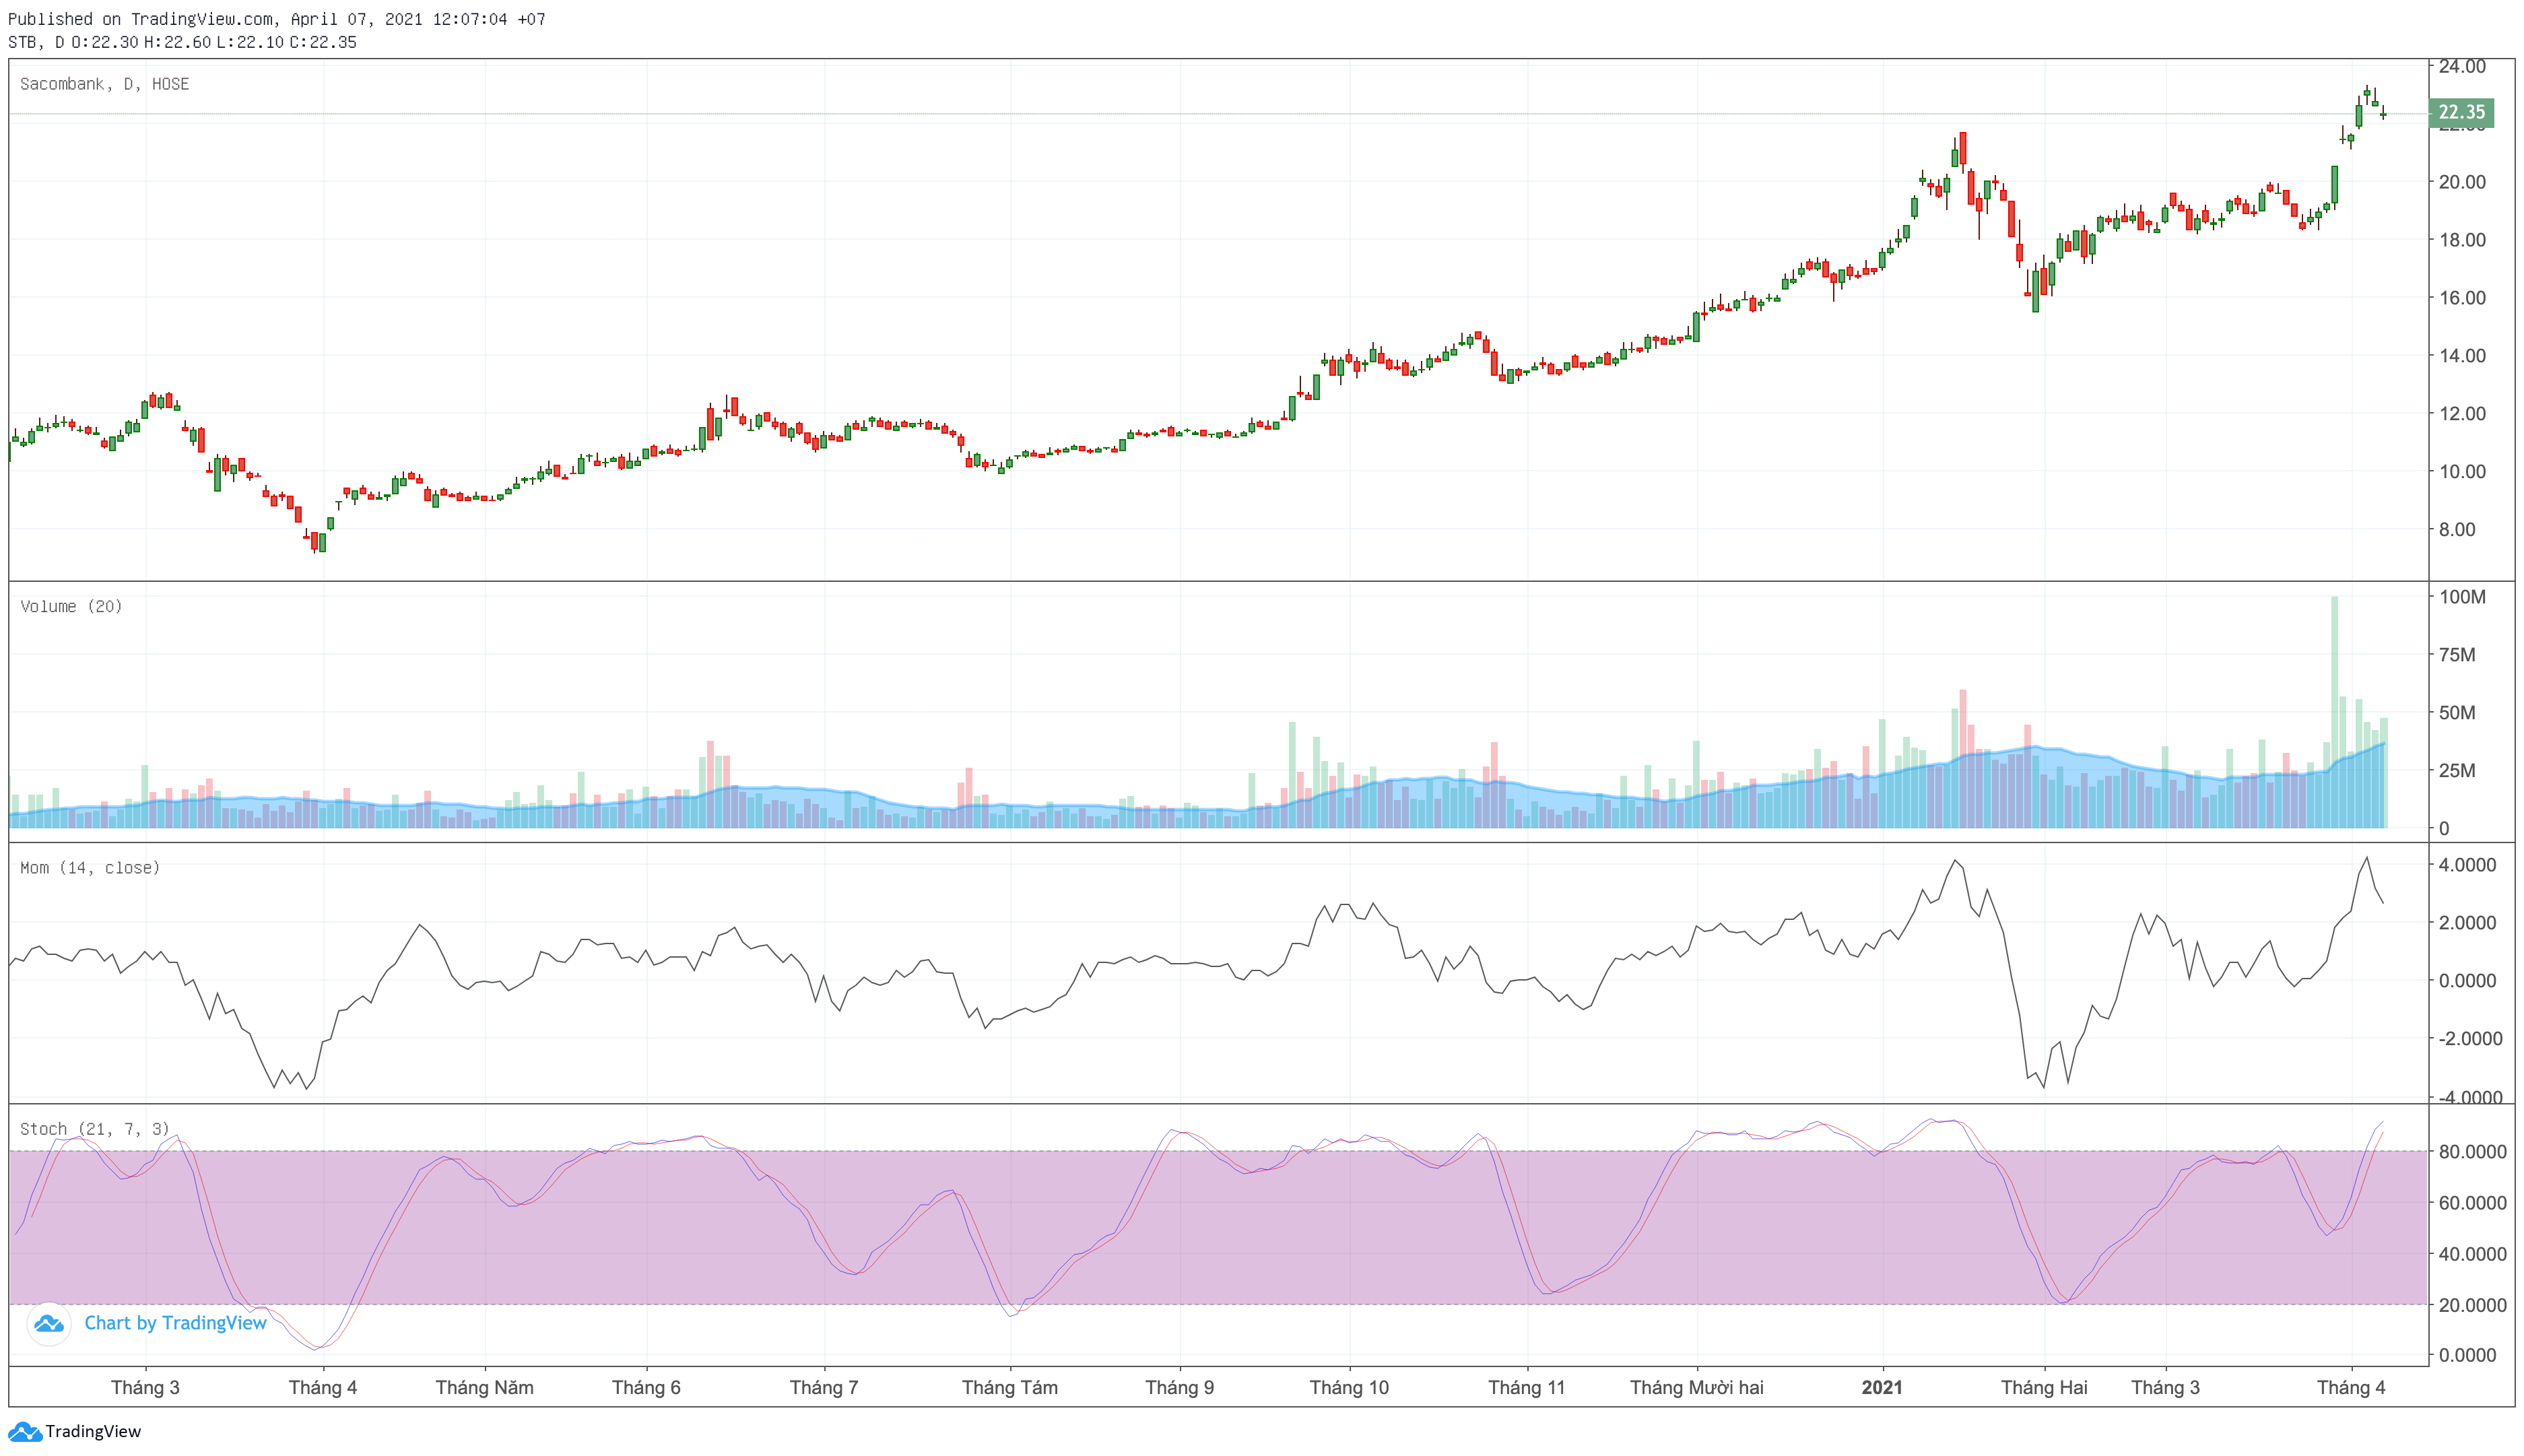 Published on TradingView.com, April 07, 2021 12:07:04 +07
STB, D O:22.30 H:22.60 L:22.10 C:22.35
Sacombank, D, HOSE
24.00
22.35
22.00
20.00
18.00
16.00
14.00
12.00
10.00
8.00
Volume (20)
100M
75M
50M
25M
0
Mom (14, close)
4.0000
2.0000
0.0000
-2.0000
-4.0000
Stoch (21, 7, 3)
80.0000
60.0000
40.0000
20.0000
0.0000
Chart by TradingView
Tháng 3 Tháng 4 Tháng Năm Tháng 6 Tháng 7 Tháng Tám Tháng 9 Tháng 10 Tháng 11 Tháng Mười hai 2021 Tháng Hai Tháng 3 Tháng 4
TradingView